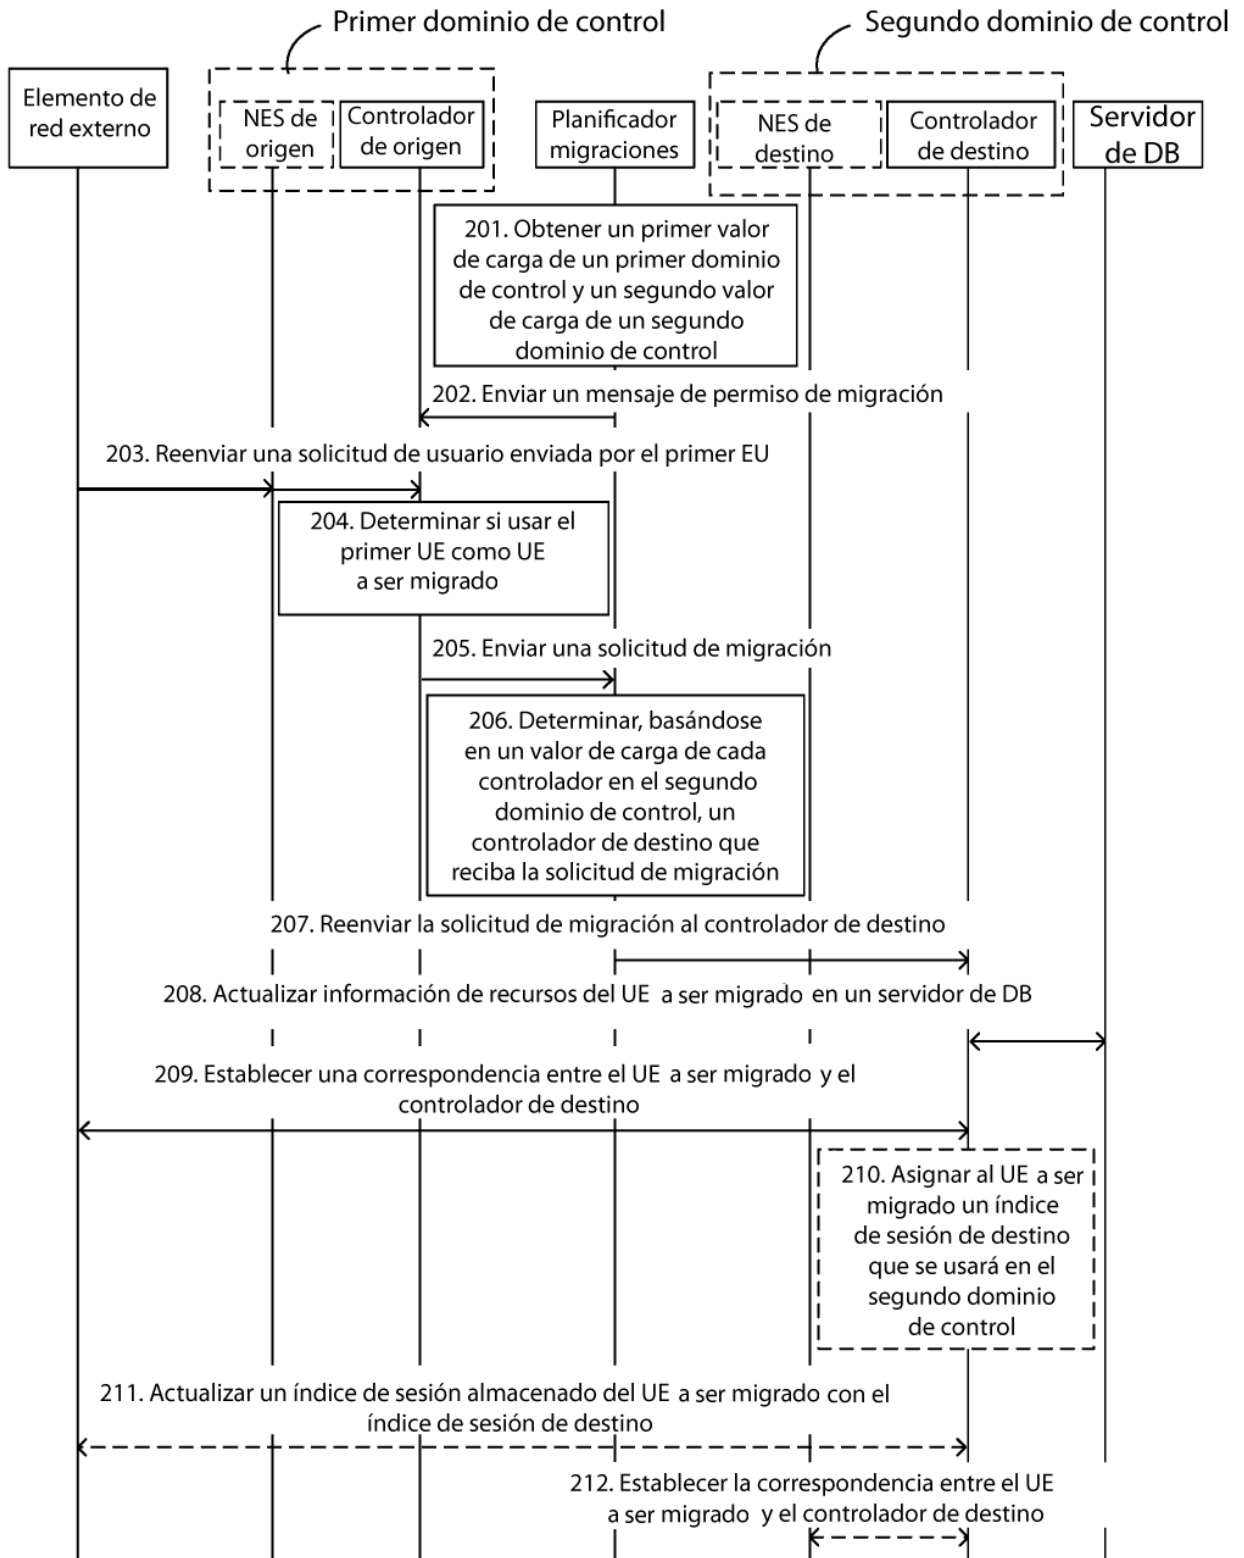 Primer dominio de control
Segundo dominio de control
Elemento de
red externo
NES de
origen
Controlador
de origen
Planificador
migraciones
NES de
destino
Controlador
de destino
Servidor
de DB
201. Obtener un primer valor
de carga de un primer dominio
de control y un segundo valor
de carga de un segundo
dominio de control
202. Enviar un mensaje de permiso de migración
203. Reenviar una solicitud de usuario enviada por el primer EU
204. Determinar si usar el
primer UE como UE
a ser migrado
205. Enviar una solicitud de migración
206. Determinar, basándose
en un valor de carga de cada
controlador en el segundo
dominio de control, un
controlador de destino que
reciba la solicitud de migración
207. Reenviar la solicitud de migración al controlador de destino
208. Actualizar información de recursos del UE a ser migrado en un servidor de DB
209. Establecer una correspondencia entre el UE a ser migrado y el
controlador de destino
210. Asignar al UE a ser
migrado un índice
de sesión de destino
que se usará en el
segundo dominio
de control
211. Actualizar un índice de sesión almacenado del UE a ser migrado con el
índice de sesión de destino
212. Establecer la correspondencia entre el UE
a ser migrado y el controlador de destino